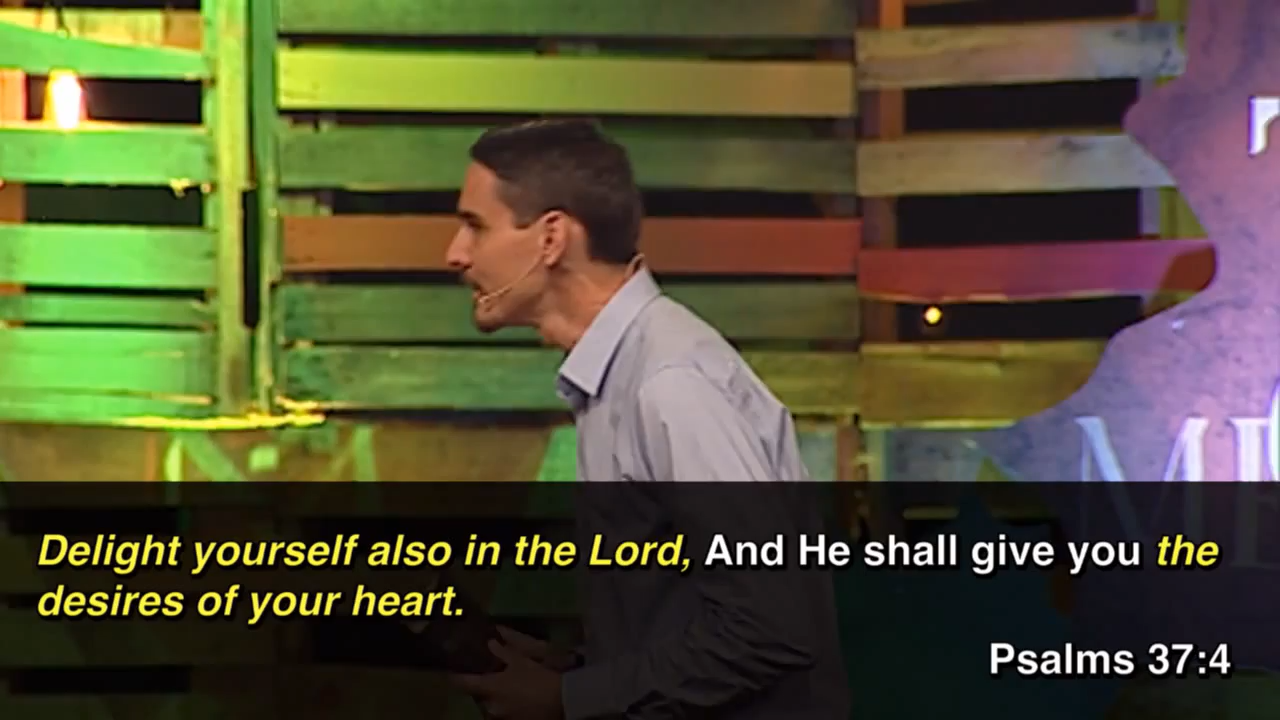 Delight yourself also in the Lord, And He shall give you the
desires of your heart.
Psalms 37:4